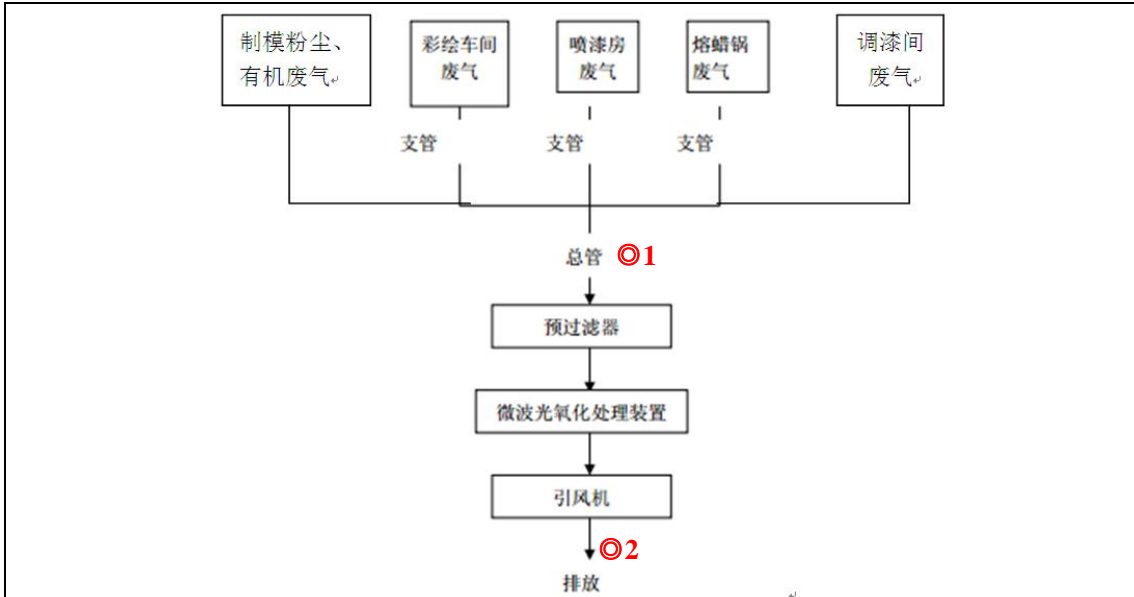 制模粉尘、
有机废气
彩绘车间
废气
喷漆房
废气
熔蜡锅
废气
调漆间
废气
支管
支管
支管
总管 ◎1
预过滤器
微波光氧化处理装置
引风机
◎2
排放